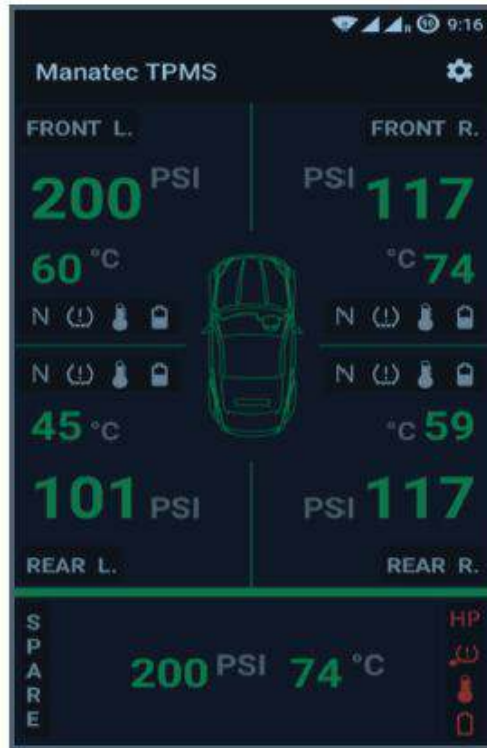 9:16
Manatec TPMS
FRONT L.
FRONT R.
200 PSI
PSI 117
60 °C
°C 74
N
N
N
N
45 °C
°C 59
101 PSI
PSI 117
REAR L.
REAR R.
SPARE
200 PSI 74 °C
HP